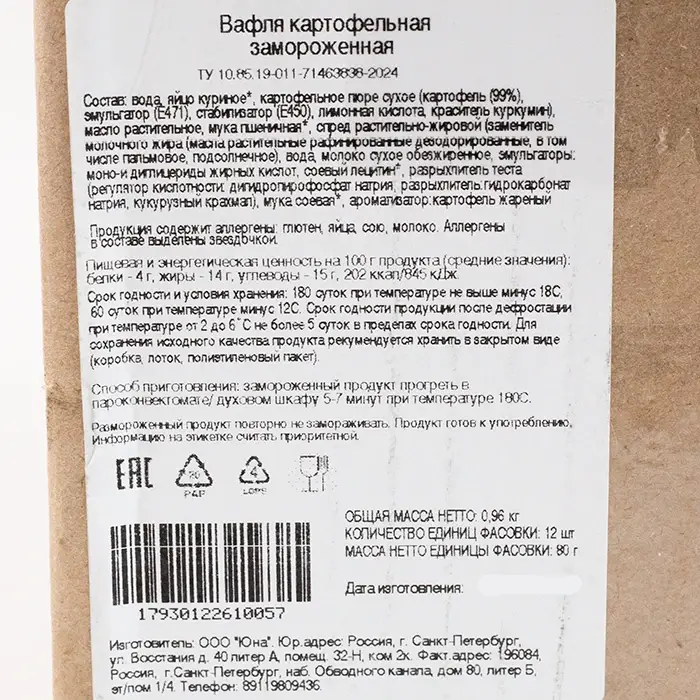 Вафля картофельная
замороженная
ТУ 10.85.19-011-71463838-2024
Состав: вода, яйцо куриное*, картофельное пюре сухое (картофель (99%),
эмульгатор (Е471), стабилизатор (Е450), лимонная кислота, краситель куркумин),
масло растительное, мука пшеничная*, спред растительно-жировой (заменитель
молочного жира (масла растительные рафинированные дезодорированные, в том
числе пальмовое, подсолнечное), вода, молоко сухое обезжиренное, эмульгаторы:
моно-и диглицериды жирных кислот, соевый лецитин*, разрыхлитель теста
(регулятор кислотности: дигидропирофосфат натрия, разрыхлитель:гидрокарбонат
натрия, кукурузный крахмал), мука соевая*, ароматизатор:картофель жареный
Продукция содержит аллергены: глютен, яйца, сою, молоко. Аллергены
в составе выделены звездочкой.
Пищевая и энергетическая ценность на 100 г продукта (средние значения):
белки - 4 г, жиры - 14 г, углеводы - 15 г, 202 ккал/845 кДж.
Срок годности и условия хранения: 180 суток при температуре не выше минус 18С,
60 суток при температуре минус 12С. Срок годности продукции после дефростации
при температуре от 2 до 6°С не более 5 суток в пределах срока годности. Для
сохранения исходного качества продукта рекомендуется хранить в закрытом виде
(коробка, лоток, полиэтиленовый пакет).
Способ приготовления: замороженный продукт прогреть в
пароконвектомате/ духовом шкафу 5-7 минут при температуре 180С.
Размороженный продукт повторно не замораживать. Продукт готов к употреблению.
Информацию на этикетке считать приоритетной.
ЕАС 20 4
PAP LDPE
ОБЩАЯ МАССА НЕТТО: 0,96 кг
КОЛИЧЕСТВО ЕДИНИЦ ФАСОВКИ: 12 шт
МАССА НЕТТО ЕДИНИЦЫ ФАСОВКИ: 80 г
Дата изготовления:
17930122610057
Изготовитель: ООО "Юна". Юр.адрес: Россия, г. Санкт-Петербург,
ул. Восстания д. 40 литер А, помещ. 32-Н, ком 2к. Факт.адрес: 196084,
Россия, г. Санкт-Петербург, наб. Обводного канала, дом 80, литер Б,
эт/пом 1/4. Телефон: 89119809436